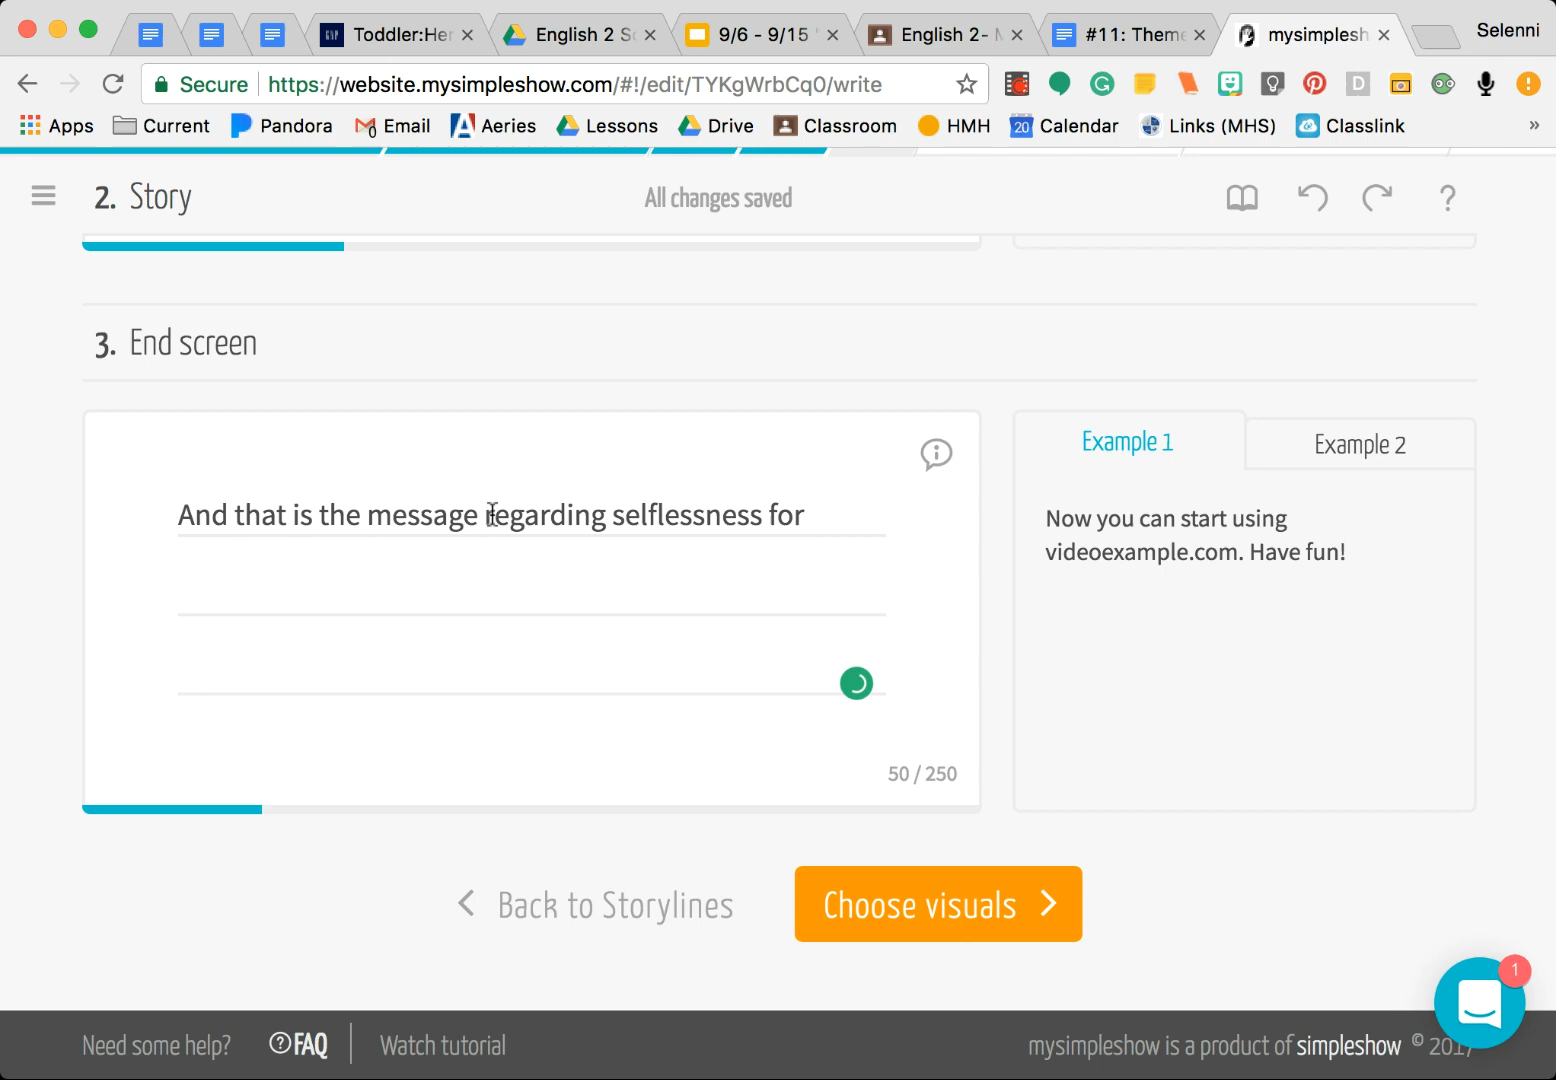 Toddler:Her
English 2 Sc
9/6 - 9/15
English 2- M
#11: Theme
mysimplesh
Selenni
Secure https://website.mysimpleshow.com/#!/edit/TYKgWrbCq0/write
Apps
Current
Pandora
Email
Aeries
Lessons
Drive
Classroom
HMH
20 Calendar
Links (MHS)
Classlink
»
2. Story
All changes saved
?
3. End screen
And that is the message regarding selflessness for
50 / 250
Example 1
Example 2
Now you can start using
videoexample.com. Have fun!
Back to Storylines
Choose visuals
1
Need some help?
FAQ
Watch tutorial
mysimpleshow is a product of simpleshow © 2017